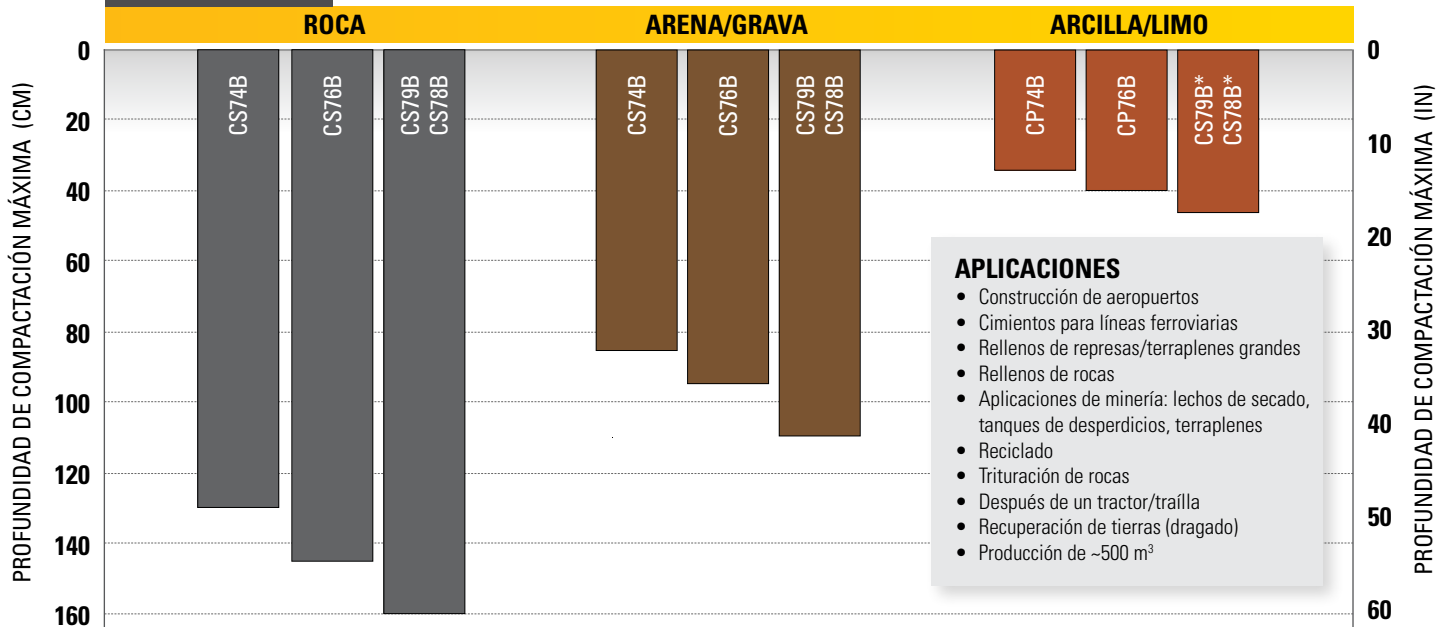 ROCA
ARENA/GRAVA
ARCILLA/LIMO
PROFUNDIDAD DE COMPACTACIÓN MÁXIMA (CM)
0
20
40
60
80
100
120
140
160
CS74B
CS76B
CS79B
CS78B
CS74B
CS76B
CS79B
CS78B
CP74B
CP76B
CS79B*
CS78B*
APLICACIONES
• Construcción de aeropuertos
• Cimientos para líneas ferroviarias
• Rellenos de represas/terraplenes grandes
• Rellenos de rocas
• Aplicaciones de minería: lechos de secado,
tanques de desperdicios, terraplenes
• Reciclado
• Trituración de rocas
• Después de un tractor/traílla
• Recuperación de tierras (dragado)
• Producción de ~500 m³
0
10
20
30
40
50
60
PROFUNDIDAD DE COMPACTACIÓN MÁXIMA (IN)